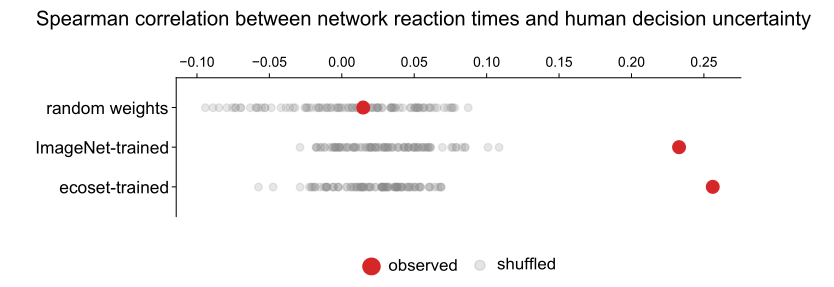 Spearman correlation between network reaction times and human decision uncertainty
−0.10 −0.05 0.00 0.05 0.10 0.15 0.20 0.25
random weights
ImageNet-trained
ecoset-trained
observed shuffled